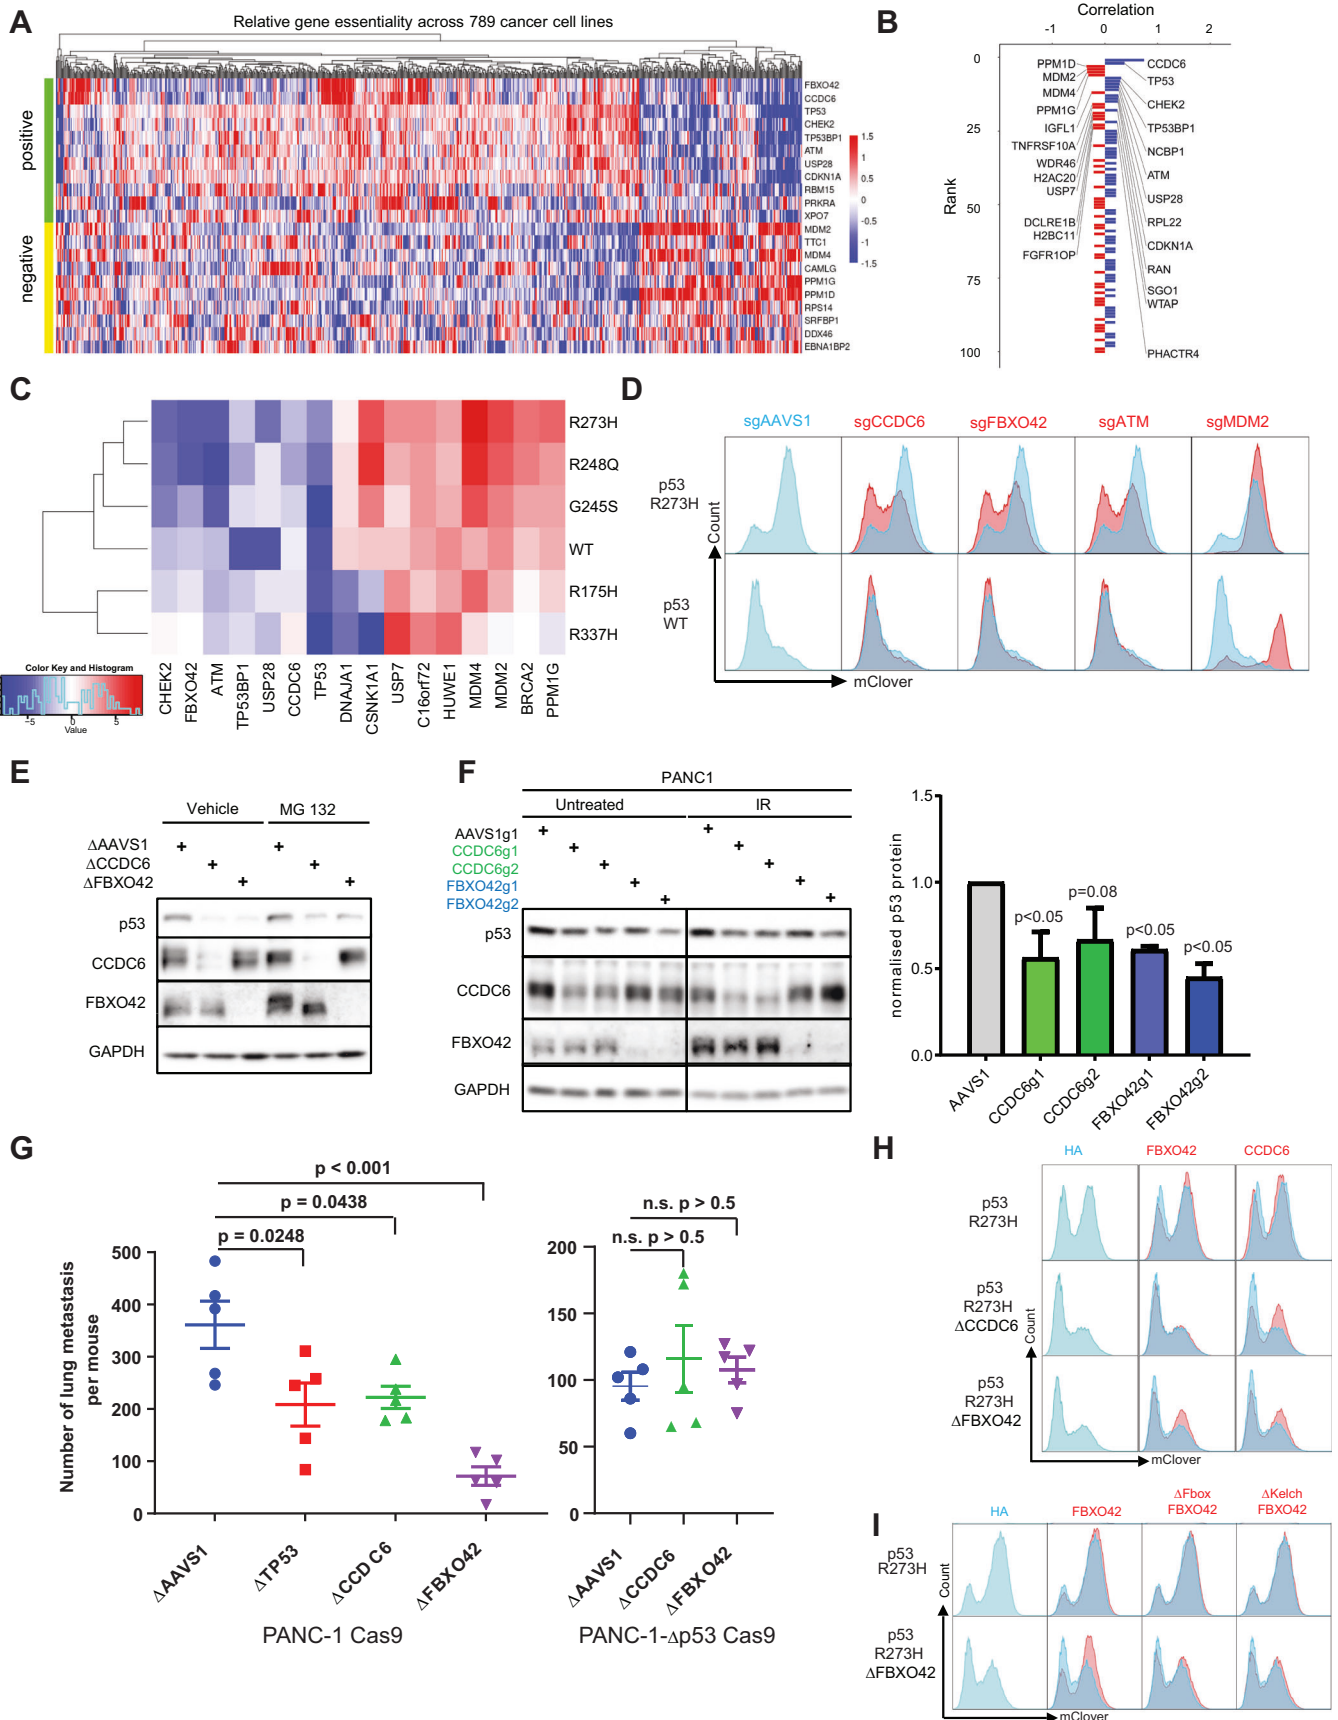 A
Relative gene essentiality across 789 cancer cell lines
positive
negative
FBXO42
CCDC6
TP53
CHEK2
TP53BP1
ATM
USP28
CDKN1A
RBM15
PRKRA
XPO7
MDM2
TTC1
MDM4
CAMLG
PPM1G
PPM1D
RPS14
SRFBP1
DDX46
EBNA1BP2
1.5
1
0.5
0
-0.5
-1
-1.5
B
Correlation
-1 0 1 2
Rank
0
25
50
75
100
PPM1D
MDM2
MDM4
PPM1G
IGFL1
TNFRSF10A
WDR46
H2AC20
USP7
DCLRE1B
H2BC11
FGFR1OP
CCDC6
TP53
CHEK2
TP53BP1
NCBP1
ATM
USP28
RPL22
CDKN1A
RAN
SGO1
WTAP
PHACTR4
C
R273H
R248Q
G245S
WT
R175H
R337H
CHEK2
FBXO42
ATM
TP53BP1
USP28
CCDC6
TP53
DNAJA1
CSNK1A1
USP7
C16orf72
HUWE1
MDM4
MDM2
BRCA2
PPM1G
Color Key and Histogram
-5 0 5
Value
D
sgAAVS1 sgCCDC6 sgFBXO42 sgATM sgMDM2
p53
R273H
p53
WT
Count
mClover
E
Vehicle MG 132
ΔAAVS1 + +
ΔCCDC6 + +
ΔFBXO42 + +
p53
CCDC6
FBXO42
GAPDH
F
PANC1
Untreated IR
AAVS1g1 + +
CCDC6g1 + +
CCDC6g2 + +
FBXO42g1 + +
FBXO42g2 + +
p53
CCDC6
FBXO42
GAPDH
normalised p53 protein
1.5
1.0
0.5
0.0
p<0.05
p=0.08
p<0.05
p<0.05
AAVS1
CCDC6g1
CCDC6g2
FBXO42g1
FBXO42g2
G
p < 0.001
p = 0.0438
p = 0.0248
Number of lung metastasis
per mouse
500
400
300
200
100
0
ΔAAVS1
ΔTP53
ΔCCD C6
ΔFBXO42
PANC-1 Cas9
n.s. p > 0.5
n.s. p > 0.5
200
150
100
50
0
ΔAAVS1
ΔCCDC6
ΔFBXO42
PANC-1-Δp53 Cas9
H
HA FBXO42 CCDC6
p53
R273H
p53
R273H
ΔCCDC6
p53
R273H
ΔFBXO42
Count
mClover
I
HA FBXO42
ΔFbox
FBXO42
ΔKelch
FBXO42
p53
R273H
p53
R273H
ΔFBXO42
Count
mClover